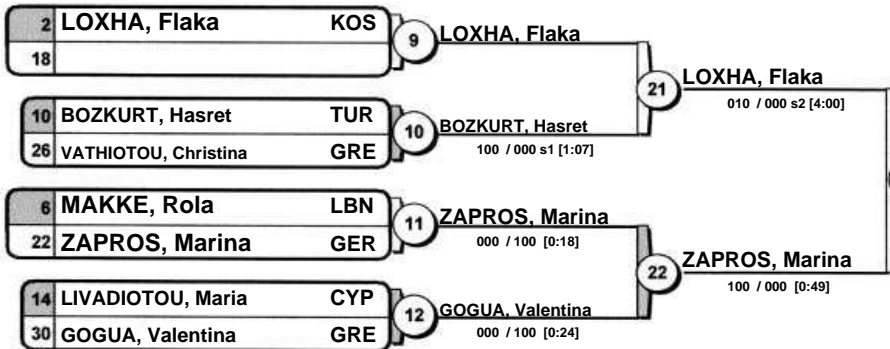 2 LOXHA, Flaka KOS
18
9
LOXHA, Flaka
10 BOZKURT, Hasret TUR
26 VATHIOTOU, Christina GRE
10
BOZKURT, Hasret
100 / 000 s1 [1:07]
21
LOXHA, Flaka
010 / 000 s2 [4:00]
6 MAKKE, Rola LBN
22 ZAPROS, Marina GER
11
ZAPROS, Marina
000 / 100 [0:18]
14 LIVADIOTOU, Maria CYP
30 GOGUA, Valentina GRE
12
GOGUA, Valentina
000 / 100 [0:24]
22
ZAPROS, Marina
100 / 000 [0:49]